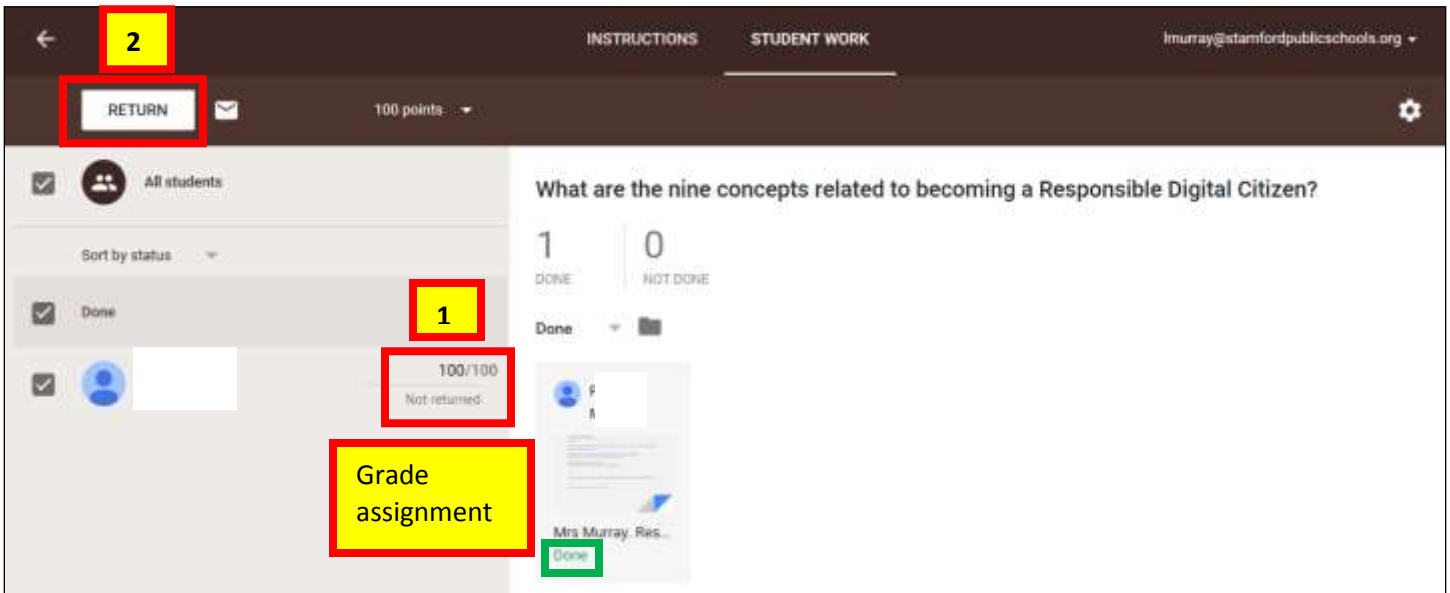 2
INSTRUCTIONS
STUDENT WORK
lmurray@stamfordpublicschools.org
RETURN
100 points
All students
What are the nine concepts related to becoming a Responsible Digital Citizen?
Sort by status
1
DONE
0
NOT DONE
Done
1
Done
100/100
Not returned
Grade
assignment
Mrs Murray. Res...
Done